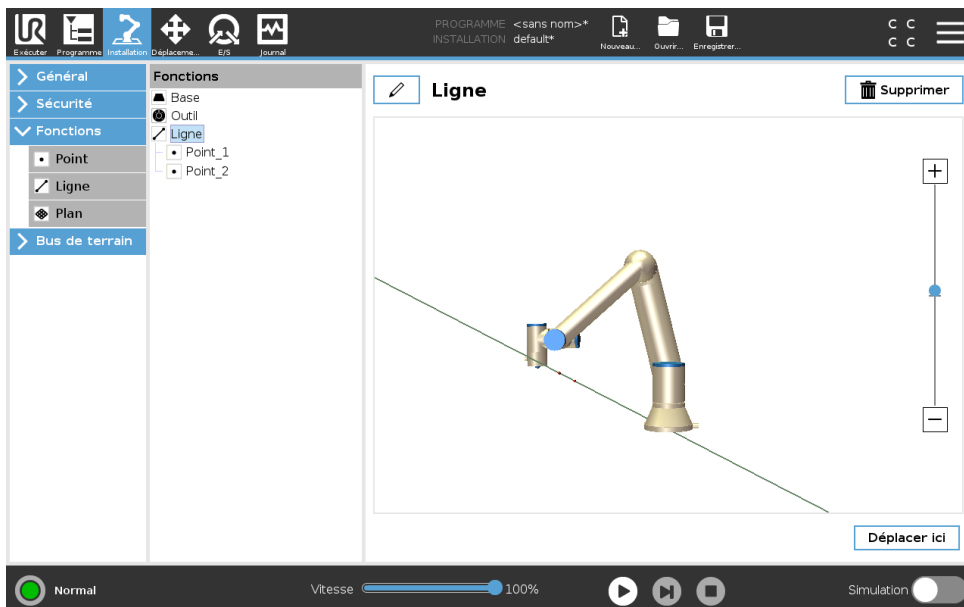 PROGRAMME <sans nom>*
INSTALLATION default*
C C
C C
Exécuter Programme Installation Déplaceme... E/S Journal
Nouveau... Ouvrir... Enregistrer...
Général
Sécurité
Fonctions
Point
Ligne
Plan
Bus de terrain
Fonctions
Base
Outil
Ligne
Point_1
Point_2
Ligne
Supprimer
Déplacer ici
Normal
Vitesse 100%
Simulation